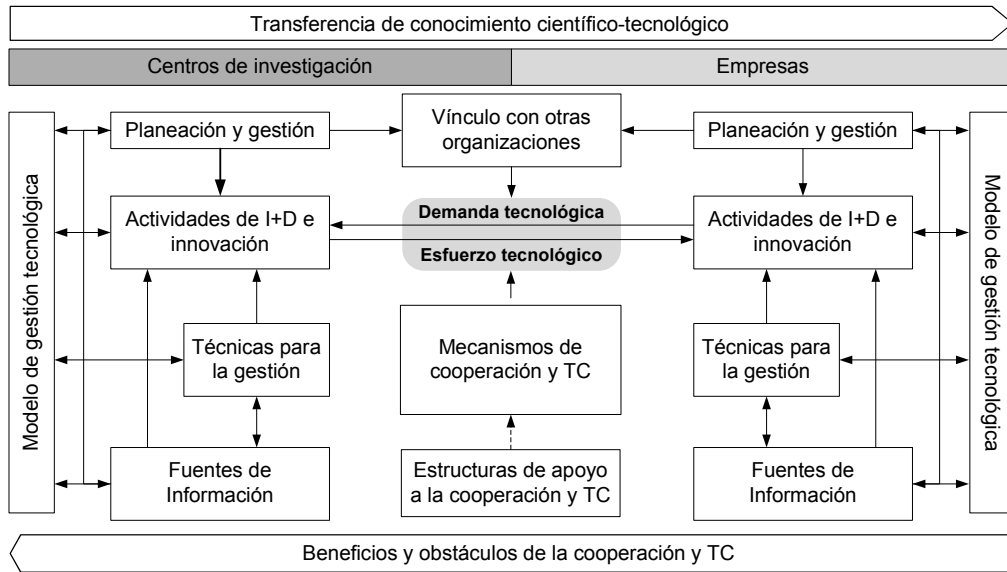 Transferencia de conocimiento científico-tecnológico
Centros de investigación
Empresas
Modelo de gestión tecnológica
Planeación y gestión
Vínculo con otras
organizaciones
Planeación y gestión
Modelo de gestión tecnológica
Actividades de I+D e
innovación
Demanda tecnológica
Esfuerzo tecnológico
Actividades de I+D e
innovación
Técnicas para
la gestión
Mecanismos de
cooperación y TC
Técnicas para
la gestión
Fuentes de
Información
Estructuras de apoyo
a la cooperación y TC
Fuentes de
Información
Beneficios y obstáculos de la cooperación y TC